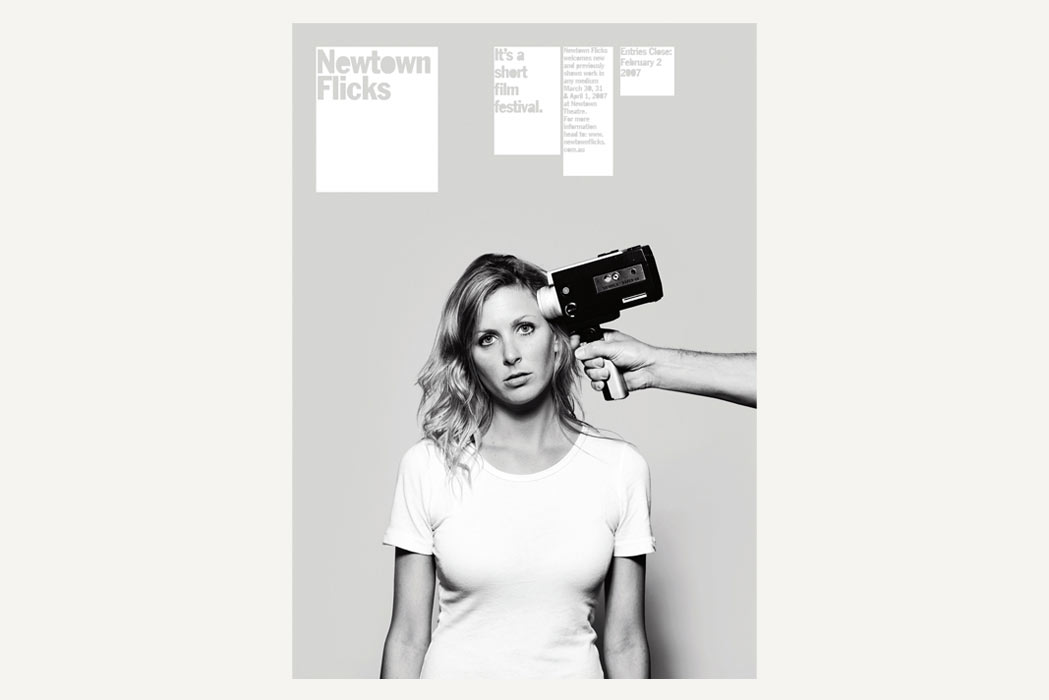 Newtown
Flicks
It's a
short
film
festival.
Newtown Flicks
welcomes new
and previously
shown work in
any medium
March 30, 31
& April 1, 2007
at Newtown
Theatre.
For more
information
head to: www.
newtownflicks.
com.au
Entries Close:
February 2
2007